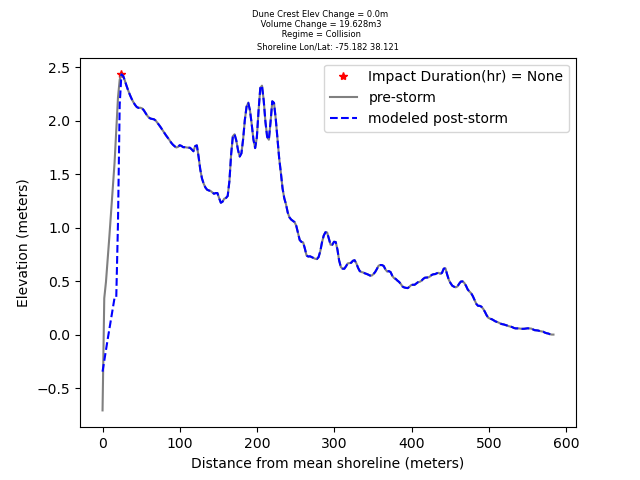 Dune Crest Elev Change = 0.0m
Volume Change = 19.628m3
Regime = Collision
Shoreline Lon/Lat: -75.182 38.121
Impact Duration(hr) = None
pre-storm
modeled post-storm
2.5
2.0
1.5
1.0
0.5
0.0
−0.5
Elevation (meters)
0 100 200 300 400 500 600
Distance from mean shoreline (meters)